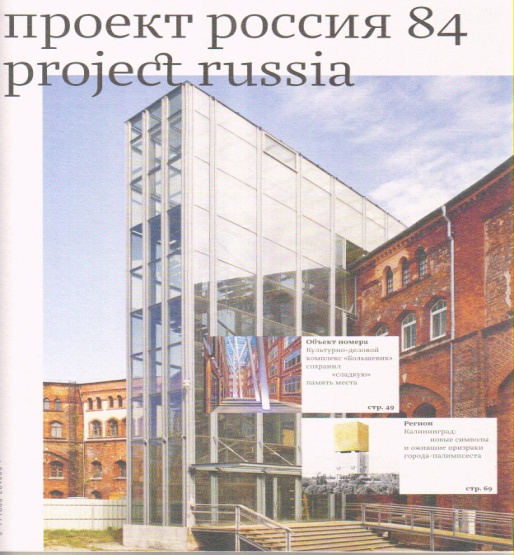 проект россия 84
project russia
Объект номера
Культурно-деловой
комплекс «Большевик»
сохранил
«сладкую»
память места
стр. 49
Регион
Калининград:
новые символы
и ожившие призраки
города-палимпсеста
стр. 69